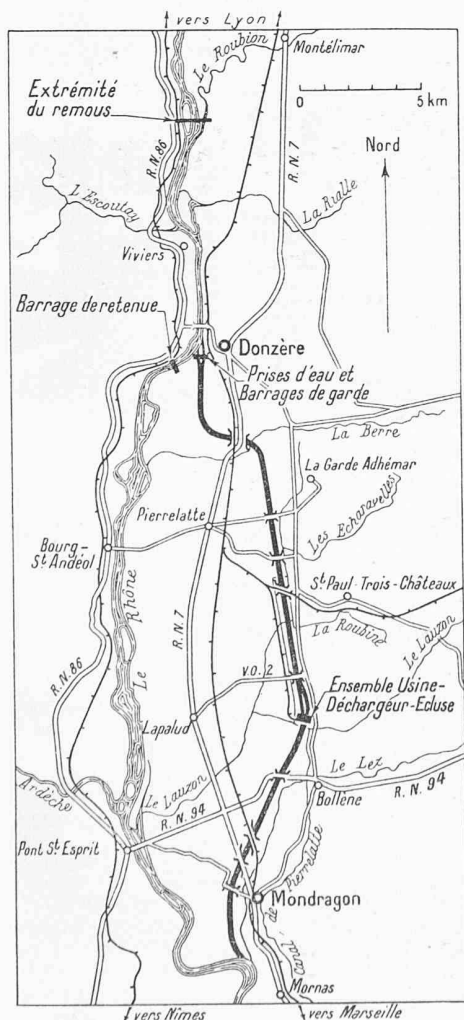 vers Lyon
Le Roubion
Montélimar
Extrémité
du remous
0 5 km
R.N.86
R.N.7
Nord
L'Escoutay
La Rialle
Viviers
Barrage de retenue
Donzère
Prises d'eau et
Barrages de garde
La Berre
La Garde Adhémar
Pierrelatte
Les Echaravelles
Bourg-
St Andéol
St Paul-Trois-Châteaux
Le Rhône
R.N.7
La Roubine
Le Lauzon
R.N.86
V.O.2
Ensemble Usine-
Déchargeur-Ecluse
Lapalud
Le Lez
Ardèche
Le Lauzon
R.N. 94
Bollène
R.N. 94
Pont St Esprit
Canal de Pierrelatte
Mondragon
Mornas
vers Nîmes
vers Marseille